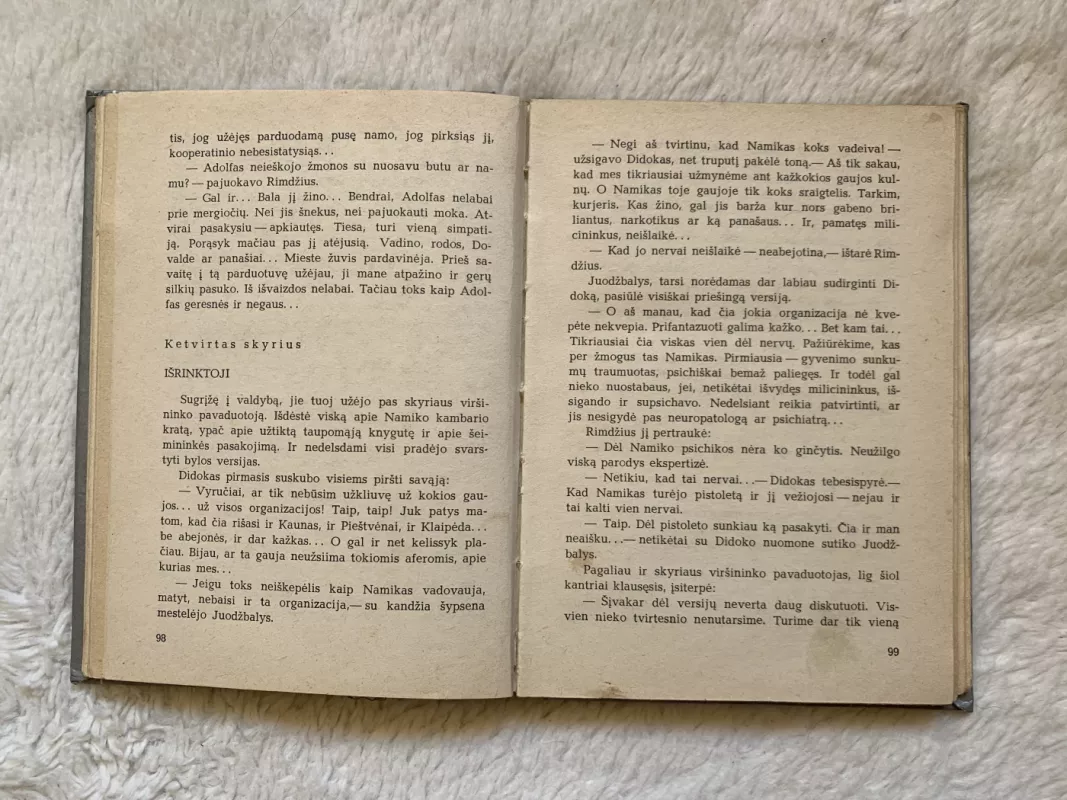 tis, jog užėjęs parduodamą pusę namo, jog pirksiąs jį,
kooperatinio nebesistatysiąs...
— Adolfas neieškojo žmonos su nuosavu butu ar na-
mu? — pajuokavo Rimdžius.
— Gal ir... Bala jį žino... Bendrai, Adolfas nelabai
prie mergiočių. Nei jis šnekus, nei pajuokauti moka. At-
virai pasakysiu — apkiautęs. Tiesa, turi vieną simpati-
ją. Porąsyk mačiau pas jį atėjusią. Vadino, rodos, Do-
valde ar panašiai... Mieste žuvis pardavinėja. Prieš sa-
vaitę į tą parduotuvę užėjau, ji mane atpažino ir gerų
silkių pasuko. Iš išvaizdos nelabai. Tačiau toks kaip Adol-
fas geresnės ir negaus...
Ketvirtas skyrius
IŠRINKTOJI
Sugrįžę į valdybą, jie tuoj užėjo pas skyriaus virši-
ninko pavaduotoją. Išdėstė viską apie Namiko kambario
kratą, ypač apie užtiktą taupomąją knygutę ir apie šei-
mininkės pasakojimą. Ir nedelsdami visi pradėjo svars-
tyti bylos versijas.
Didokas pirmasis suskubo visiems piršti savąją:
— Vyručiai, ar tik nebūsim užkliuvę už kokios gau-
jos... už visos organizacijos! Taip, taip! Juk patys ma-
tom, kad čia rišasi ir Kaunas, ir Pieštvėnai, ir Klaipėda...
be abejonės, ir dar kažkas... O gal ir net kelissyk pla-
čiau. Bijau, ar ta gauja neužsiima tokiomis aferomis, apie
kurias mes...
— Jeigu toks neiškepėlis kaip Namikas vadovauja,
matyt, nebaisi ir ta organizacija,— su kandžia šypsena
mestelėjo Juodžbalys.
98
— Negi aš tvirtinu, kad Namikas koks vadeiva! —
užsigavo Didokas, net truputį pakėlė toną.— Aš tik sakau,
kad mes tikriausiai užmynėme ant kažkokios gaujos kul-
nų. O Namikas toje gaujoje tik koks sraigtelis. Tarkim,
kurjeris. Kas žino, gal jis barža kur nors gabeno bri-
liantus, narkotikus ar ką panašaus... Ir, pamatęs mili-
cininkus, neišlaikė...
— Kad jo nervai neišlaikė — neabejotina,— ištarė Rim-
džius.
Juodžbalys, tarsi norėdamas dar labiau sudirginti Di-
doką, pasiūlė visiškai priešingą versiją.
— O aš manau, kad čia jokia organizacija nė kve-
pėte nekvepia. Prifantazuoti galima kažko... Bet kam tai...
Tikriausiai čia viskas vien dėl nervų. Pažiūrėkime, kas
per žmogus tas Namikas. Pirmiausia — gyvenimo sunku-
mų traumuotas, psichiškai bemaž paliegęs. Ir todėl gal
nieko nuostabaus, jei, netikėtai išvydęs milicininkus, iš-
sigando ir supsichavo. Nedelsiant reikia patvirtinti, ar
jis nesigydė pas neuropatologą ar psichiatrą...
Rimdžius jį pertraukė:
— Dėl Namiko psichikos nėra ko ginčytis. Neužilgo
viską parodys ekspertizė.
— Netikiu, kad tai nervai...— Didokas tebesispyrė.—
Kad Namikas turėjo pistoletą ir jį vežiojosi — nejau ir
tai kalti vien nervai.
— Taip. Dėl pistoleto sunkiau ką pasakyti. Čia ir man
neaišku...— netikėtai su Didoko nuomone sutiko Juodž-
balys.
Pagaliau ir skyriaus viršininko pavaduotojas, lig šiol
kantriai klausęsis, įsiterpė:
— Šįvakar dėl versijų neverta daug diskutuoti. Vis-
vien nieko tvirtesnio nenutarsime. Turime dar tik vieną
99